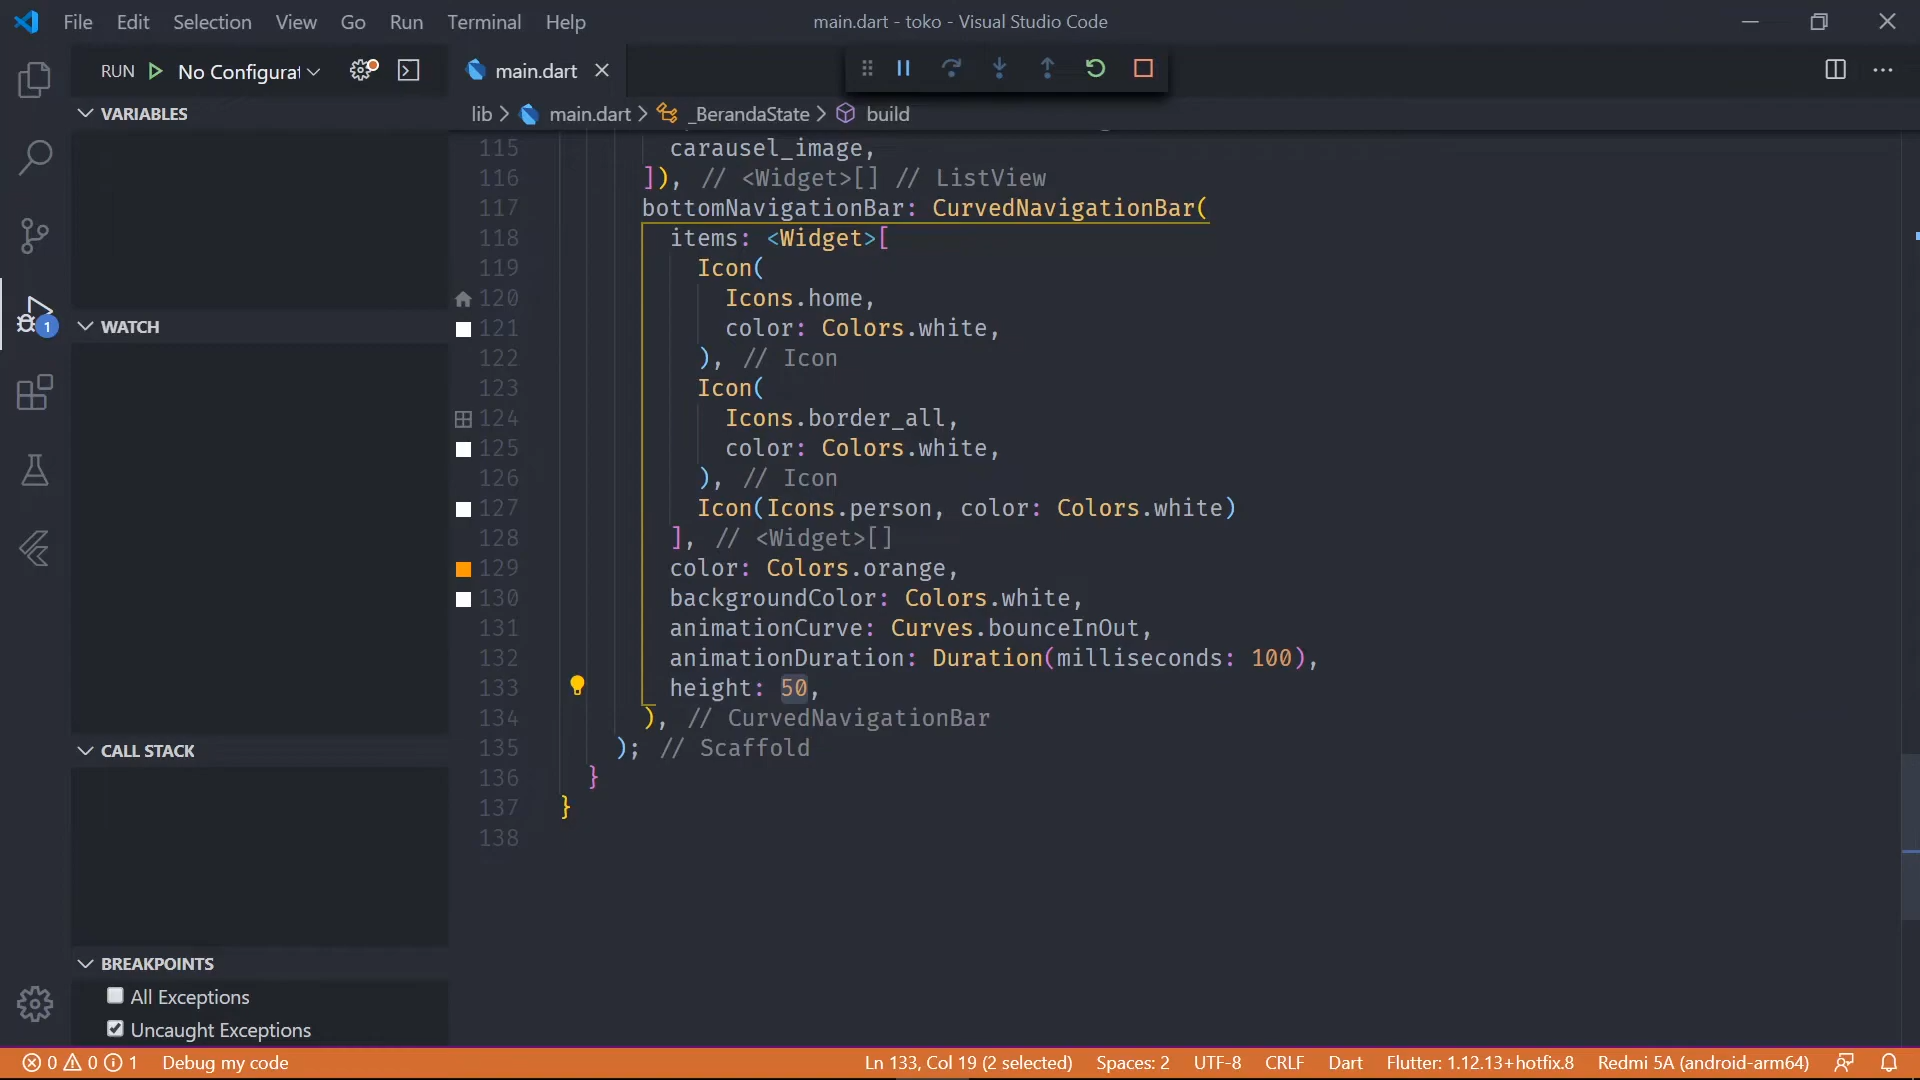 File Edit Selection View Go Run Terminal Help
main.dart - toko - Visual Studio Code
RUN No Configurat
main.dart
VARIABLES
lib main.dart _BerandaState build
115 carausel_image,
116 ]), // <Widget>[] // ListView
117 bottomNavigationBar: CurvedNavigationBar(
118 items: <Widget>[
119 Icon(
120 Icons.home,
121 color: Colors.white,
122 ), // Icon
123 Icon(
124 Icons.border_all,
125 color: Colors.white,
126 ), // Icon
127 Icon(Icons.person, color: Colors.white)
128 ], // <Widget>[]
129 color: Colors.orange,
130 backgroundColor: Colors.white,
131 animationCurve: Curves.bounceInOut,
132 animationDuration: Duration(milliseconds: 100),
133 height: 50,
134 ), // CurvedNavigationBar
135 ); // Scaffold
136 }
137 }
138
1
WATCH
CALL STACK
BREAKPOINTS
All Exceptions
Uncaught Exceptions
0 0 1 Debug my code
Ln 133, Col 19 (2 selected) Spaces: 2 UTF-8 CRLF Dart Flutter: 1.12.13+hotfix.8 Redmi 5A (android-arm64)